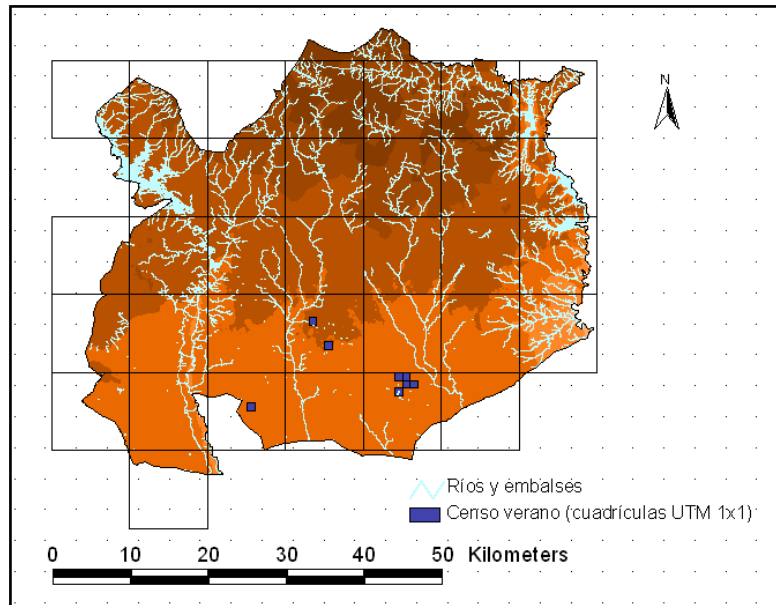 N
Ríos y embalses
Censo verano (cuadrículas UTM 1x1)
0 10 20 30 40 50 Kilometers